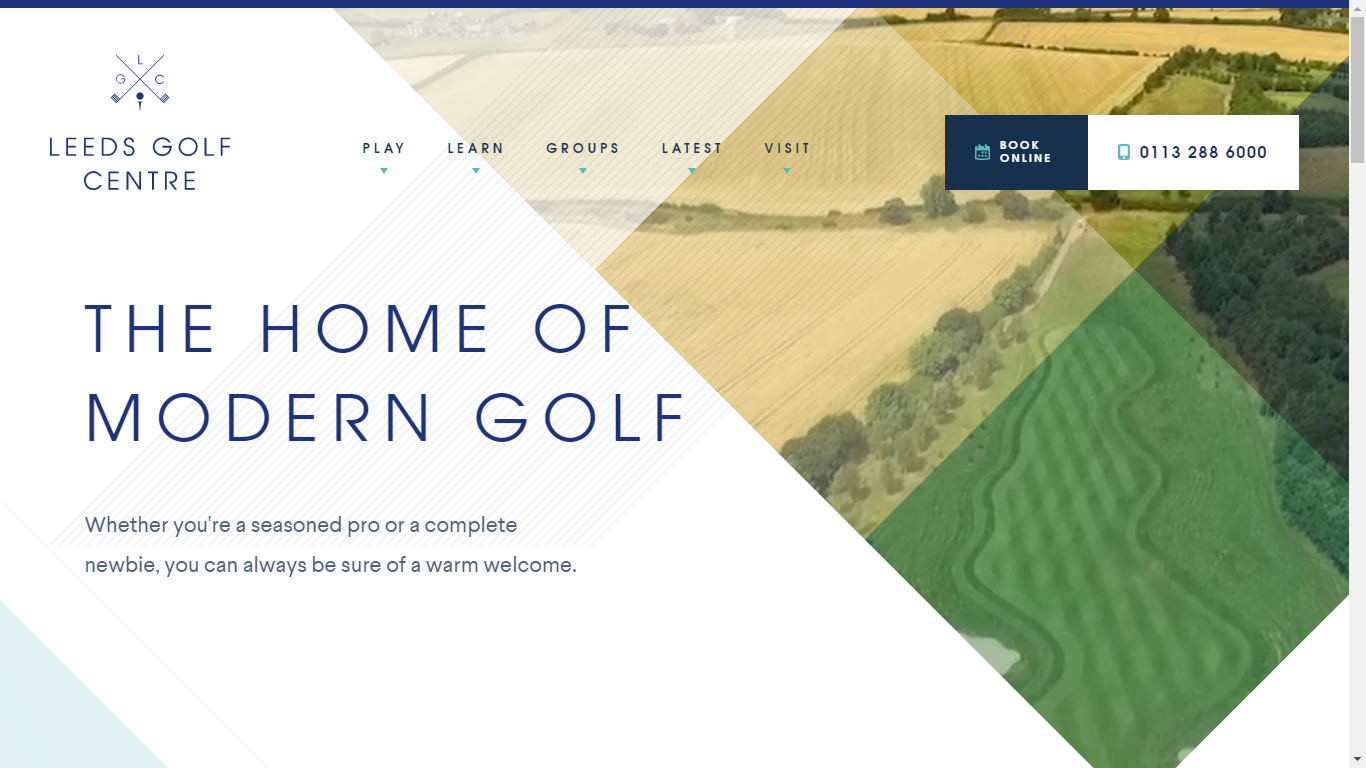 L
G C
LEEDS GOLF
CENTRE
PLAY LEARN GROUPS LATEST VISIT
BOOK
ONLINE
0113 288 6000
THE HOME OF
MODERN GOLF
Whether you're a seasoned pro or a complete
newbie, you can always be sure of a warm welcome.